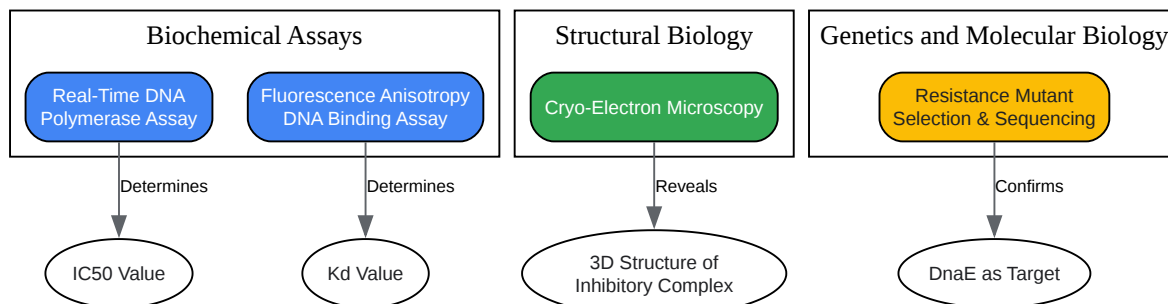 Biochemical Assays
Real-Time DNA
Polymerase Assay
Fluorescence Anisotropy
DNA Binding Assay
Determines
Determines
IC50 Value
Kd Value
Structural Biology
Cryo-Electron Microscopy
Reveals
3D Structure of
Inhibitory Complex
Genetics and Molecular Biology
Resistance Mutant
Selection & Sequencing
Confirms
DnaE as Target